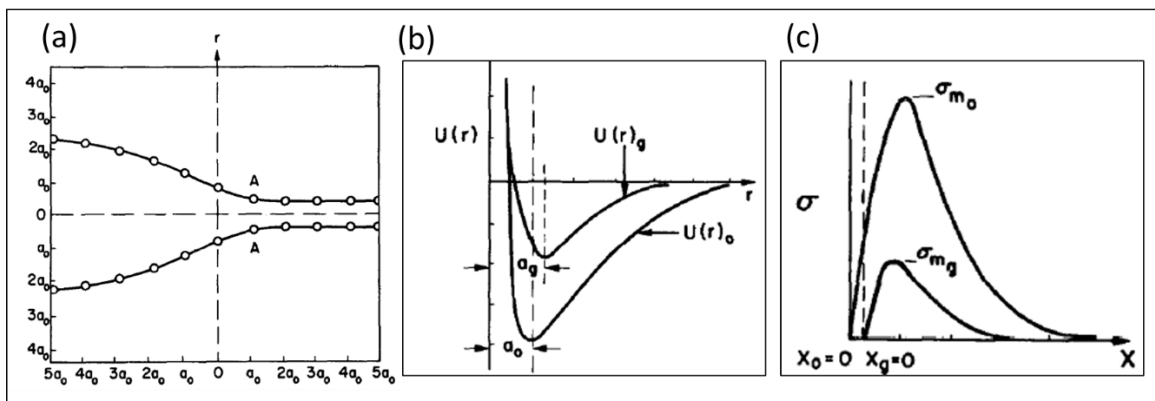 (a)
r
4a₀
3a₀
2a₀
a₀
0
a₀
2a₀
3a₀
4a₀
A
A
5a₀ 4a₀ 3a₀ 2a₀ a₀ 0 a₀ 2a₀ 3a₀ 4a₀ 5a₀
(b)
U(r)
U(r)g
r
U(r)₀
a_g
a₀
(c)
σ
σm₀
σmg
X₀=0 Xg=0 X